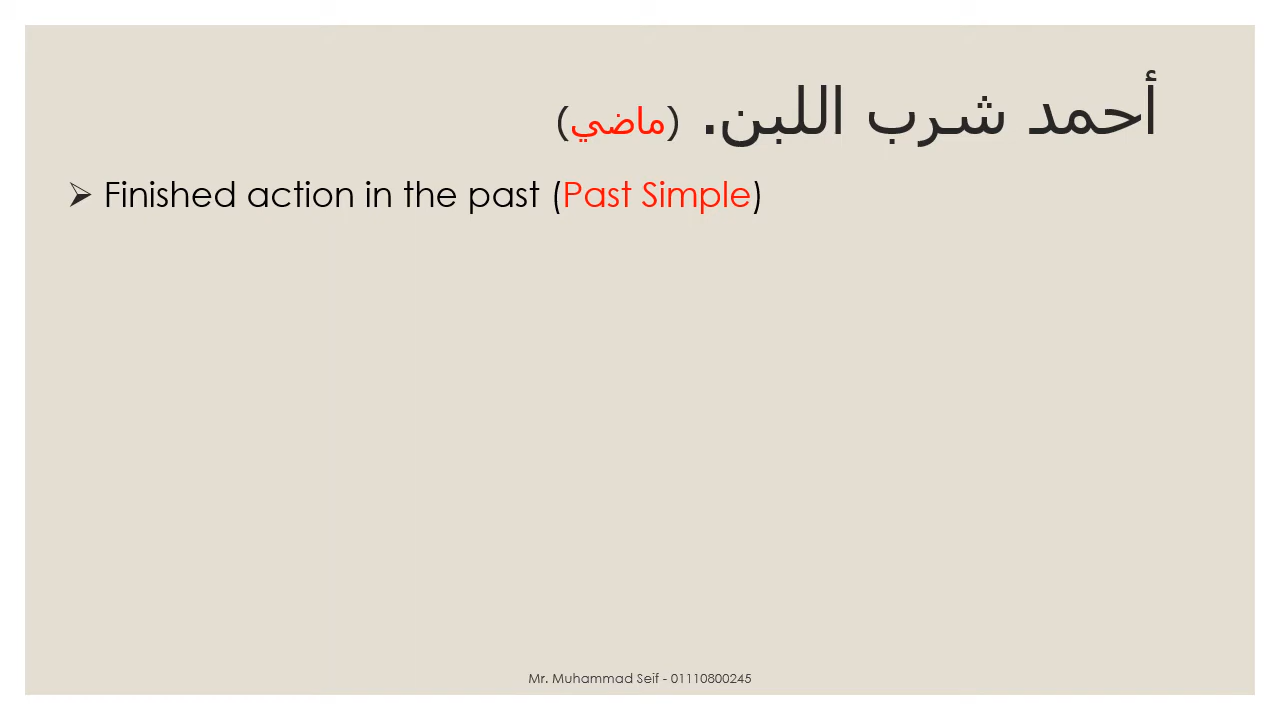 أحمد شرب اللبن. (ماضي)
➢ Finished action in the past (Past Simple)
Mr. Muhammad Seif - 01110800245